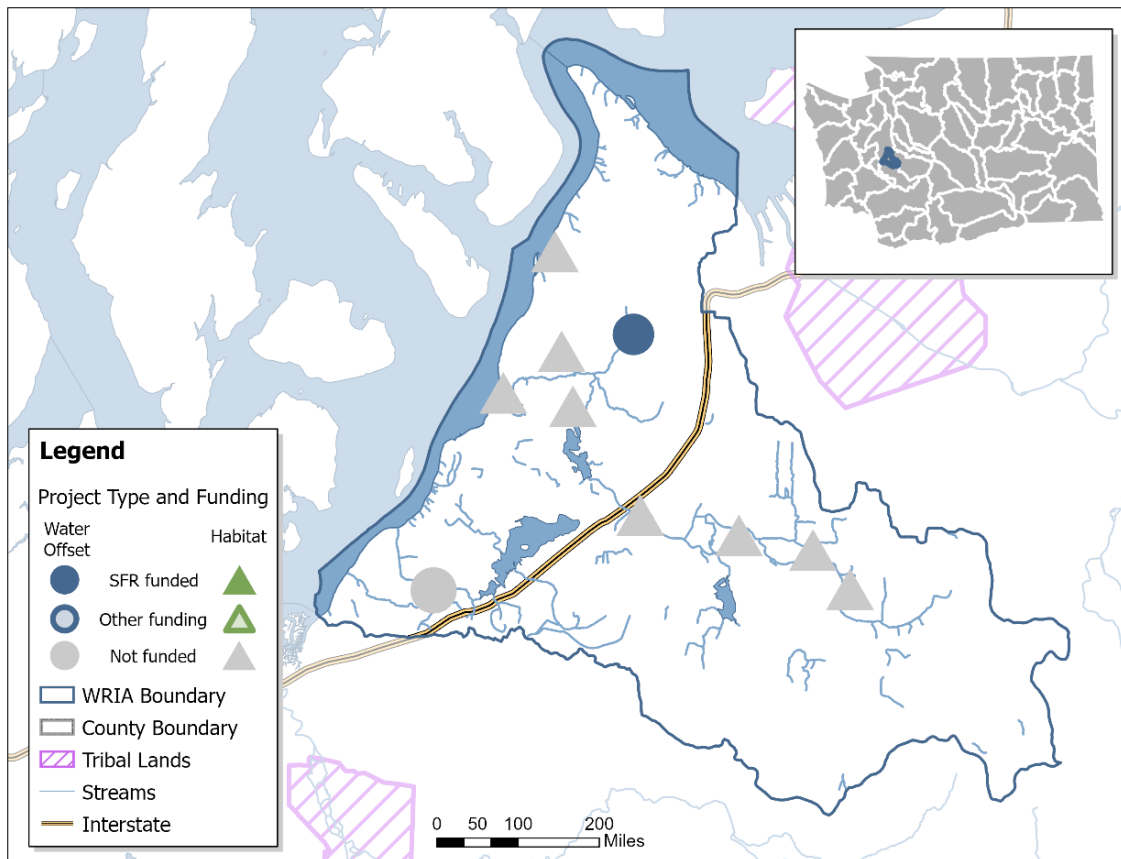 Legend
Project Type and Funding
Water
Offset
Habitat
SFR funded
Other funding
Not funded
WRIA Boundary
County Boundary
Tribal Lands
Streams
Interstate
0 50 100 200
Miles